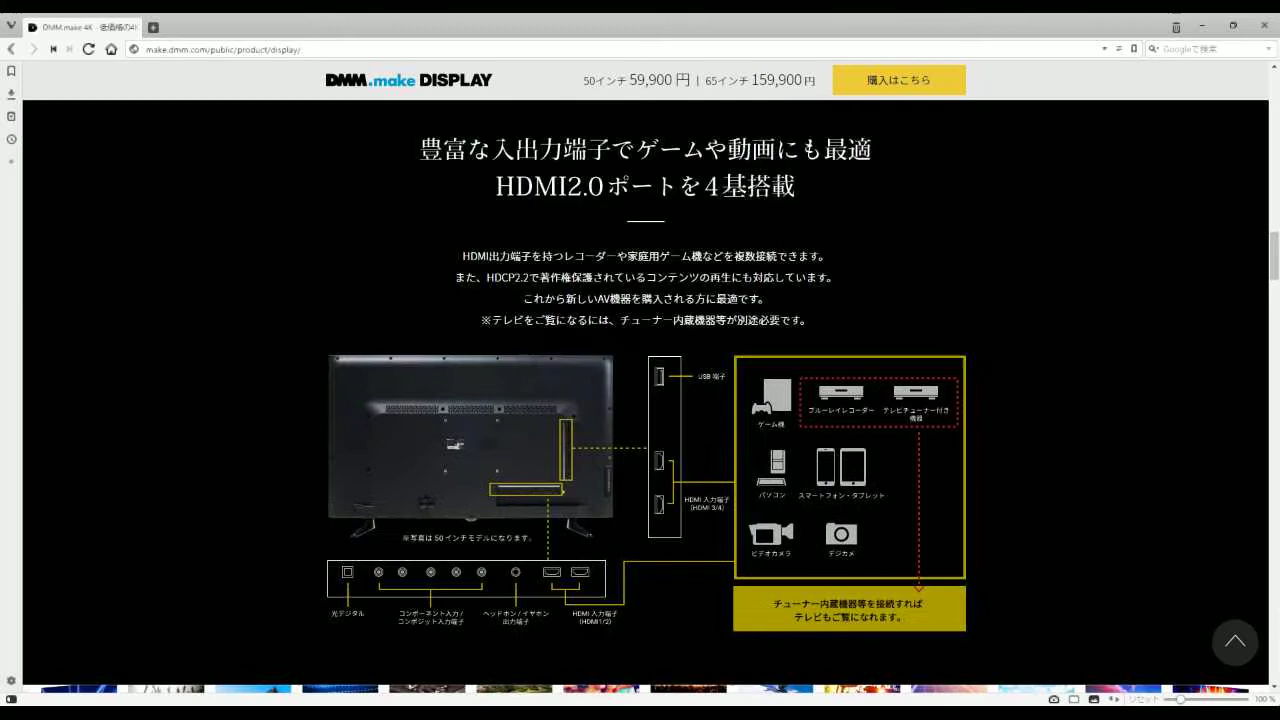 DMM.make 4K - 低価格の4K
make.dmm.com/public/product/display/
Googleで検索
DMM.make DISPLAY
50インチ 59,900 円 | 65インチ 159,900 円
購入はこちら
豊富な入出力端子でゲームや動画にも最適
HDMI2.0ポートを4基搭載
HDMI出力端子を持つレコーダーや家庭用ゲーム機などを複数接続できます。
また、HDCP2.2で著作権保護されているコンテンツの再生にも対応しています。
これから新しいAV機器を購入される方に最適です。
※テレビをご覧になるには、チューナー内蔵機器等が別途必要です。
USB 端子
HDMI 入力端子
(HDMI 3/4)
ゲーム機
ブルーレイレコーダー
テレビチューナー付き
機器
パソコン
スマートフォン・タブレット
ビデオカメラ
デジカメ
※写真は 50 インチモデルになります。
光デジタル
コンポーネント入力 /
コンポジット入力端子
ヘッドホン / イヤホン
出力端子
HDMI 入力端子
(HDMI1/2)
チューナー内蔵機器等を接続すれば
テレビもご覧になれます。
リセット
100 %